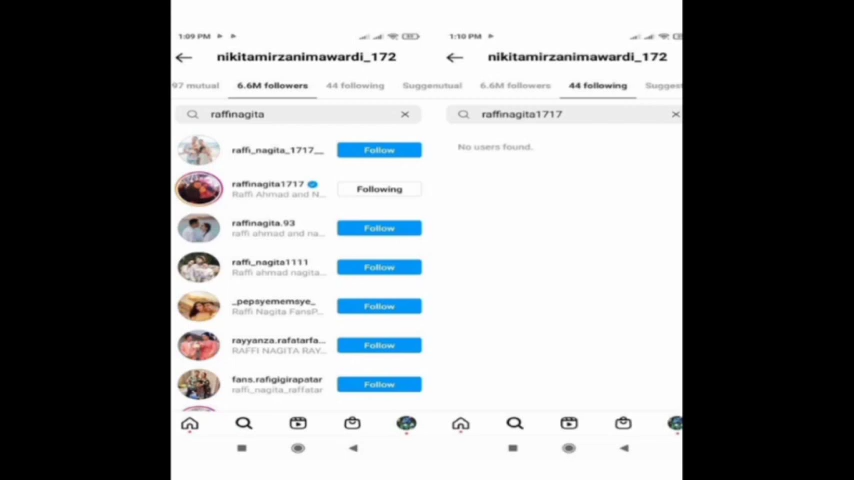 1:09 PM
nikitamirzanimawardi_172
97 mutual 6.6M followers 44 following Sugge
raffinagita
raffi_nagita_1717__ Follow
raffinagita1717 Following
Raffi Ahmad and N...
raffinagita.93 Follow
raffi ahmad and na...
raffi_nagita1111 Follow
Raffi ahmad nagita...
_pepsyememsye_ Follow
Raffi Nagita FansP...
rayyanza.rafatarfa... Follow
RAFFI NAGITA RAY...
fans.rafigigirapatar Follow
raffi_nagita_raffatar
1:10 PM
nikitamirzanimawardi_172
nutual 6.6M followers 44 following Sugges
raffinagita1717
No users found.